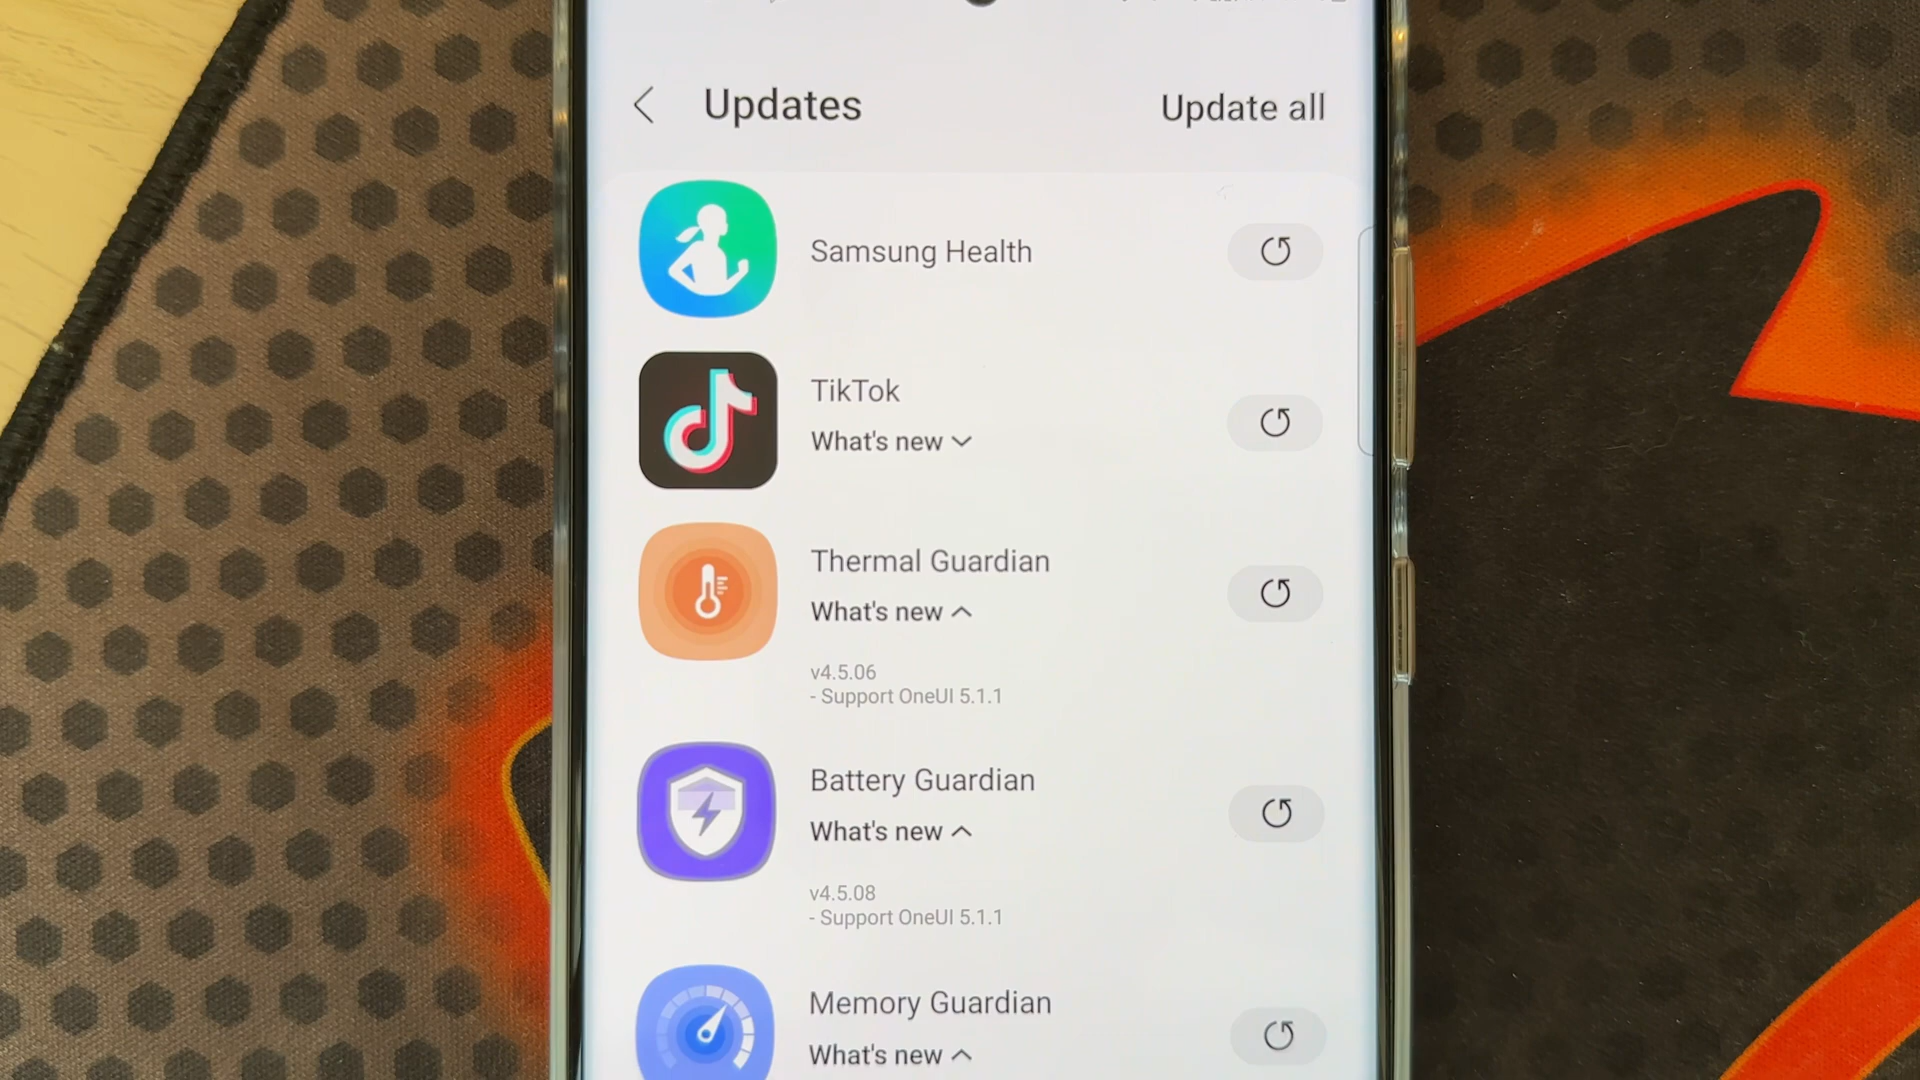 Updates
Update all
Samsung Health
TikTok
What's new
Thermal Guardian
What's new
v4.5.06
- Support OneUI 5.1.1
Battery Guardian
What's new
v4.5.08
- Support OneUI 5.1.1
Memory Guardian
What's new